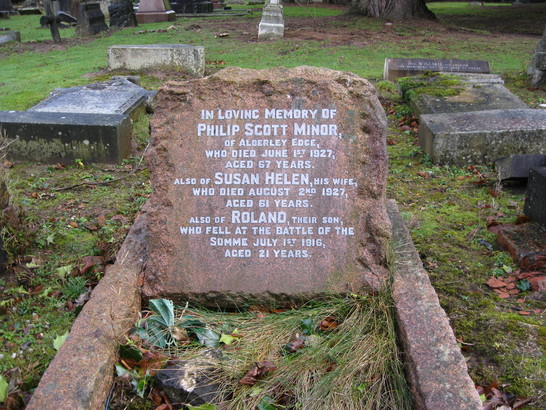 IN LOVING MEMORY OF
PHILIP SCOTT MINOR,
OF ALDERLEY EDGE,
WHO DIED JUNE 1ST 1927,
AGED 67 YEARS.
ALSO OF SUSAN HELEN, HIS WIFE,
WHO DIED AUGUST 2ND 1927,
AGED 61 YEARS.
ALSO OF ROLAND, THEIR SON,
WHO FELL AT THE BATTLE OF THE
SOMME JULY 1ST 1916,
AGED 21 YEARS.